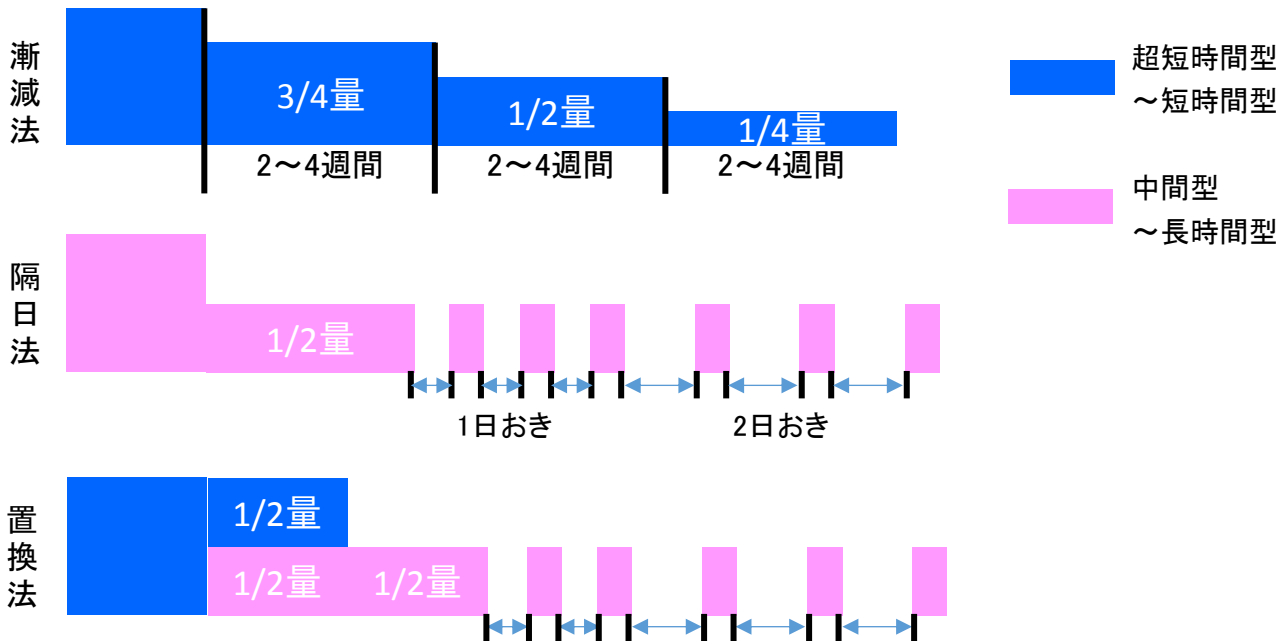 漸減法
3/4量
1/2量
1/4量
2～4週間
2～4週間
2～4週間
超短時間型
～短時間型
中間型
～長時間型
隔日法
1/2量
1日おき
2日おき
置換法
1/2量
1/2量
1/2量